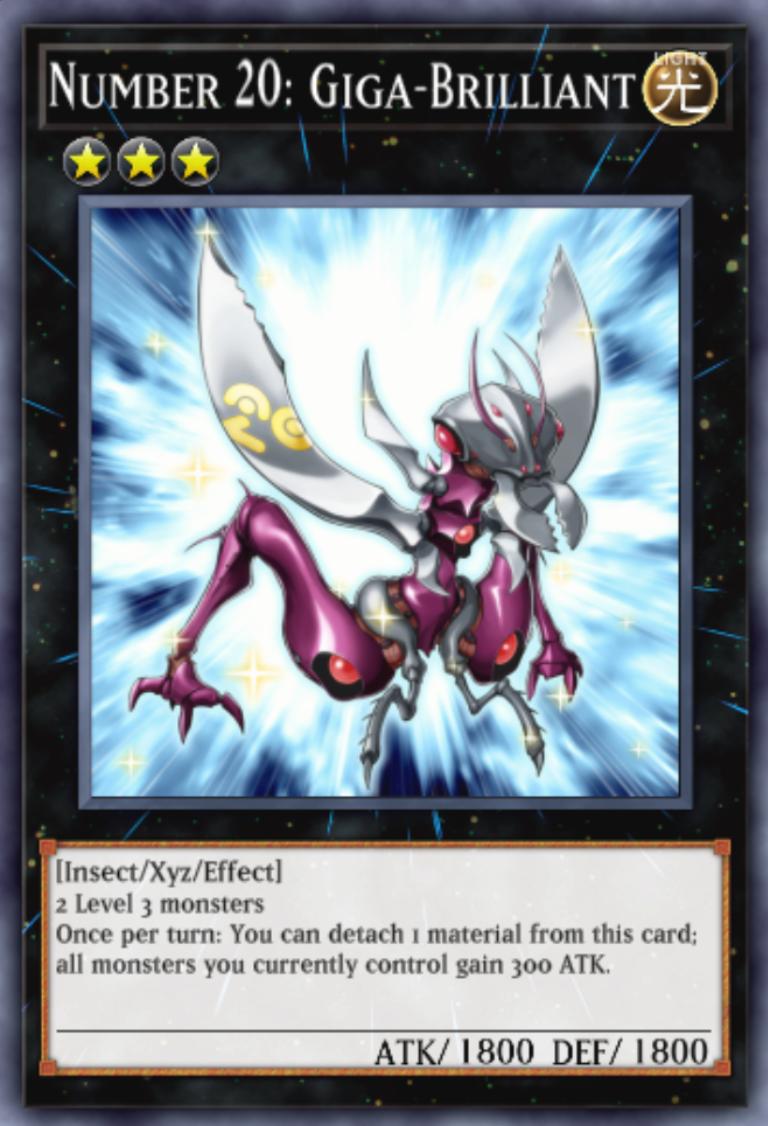 NUMBER 20: GIGA-BRILLIANT
LIGHT
光
20
[Insect/Xyz/Effect]
2 Level 3 monsters
Once per turn: You can detach 1 material from this card;
all monsters you currently control gain 300 ATK.
ATK/ 1800 DEF/ 1800